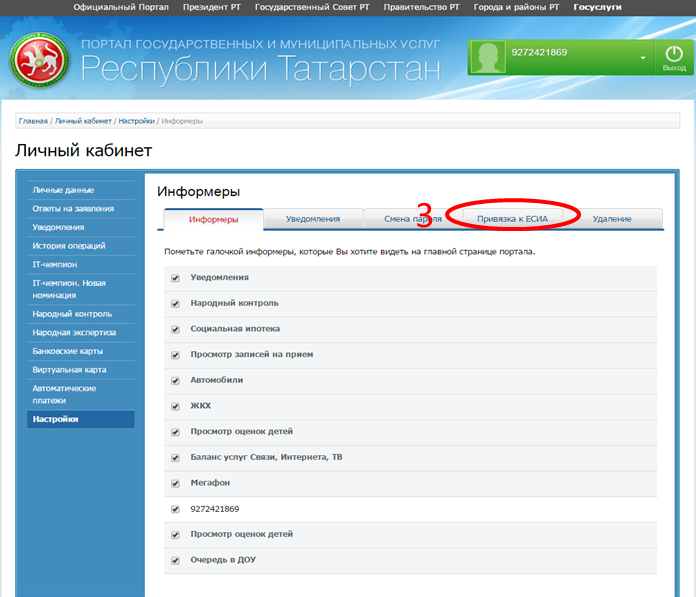 Официальный Портал Президент РТ Государственный Совет РТ Правительство РТ Города и районы РТ Госуслуги
ПОРТАЛ ГОСУДАРСТВЕННЫХ И МУНИЦИПАЛЬНЫХ УСЛУГ
Республики Татарстан
9272421869
Выход
Главная / Личный кабинет / Настройки / Информеры
Личный кабинет
Личные данные
Ответы на заявления
Уведомления
История операций
IT-чемпион
IT-чемпион. Новая
номинация
Народный контроль
Народная экспертиза
Банковские карты
Виртуальная карта
Автоматические
платежи
Настройки
Информеры
Информеры Уведомления Смена пароля 3 Привязка к ЕСИА Удаление
Пометьте галочкой информеры, которые Вы хотите видеть на главной странице портала.
Уведомления
Народный контроль
Социальная ипотека
Просмотр записей на прием
Автомобили
ЖКХ
Просмотр оценок детей
Баланс услуг Связи, Интернета, ТВ
Мегафон
9272421869
Просмотр оценок детей
Очередь в ДОУ